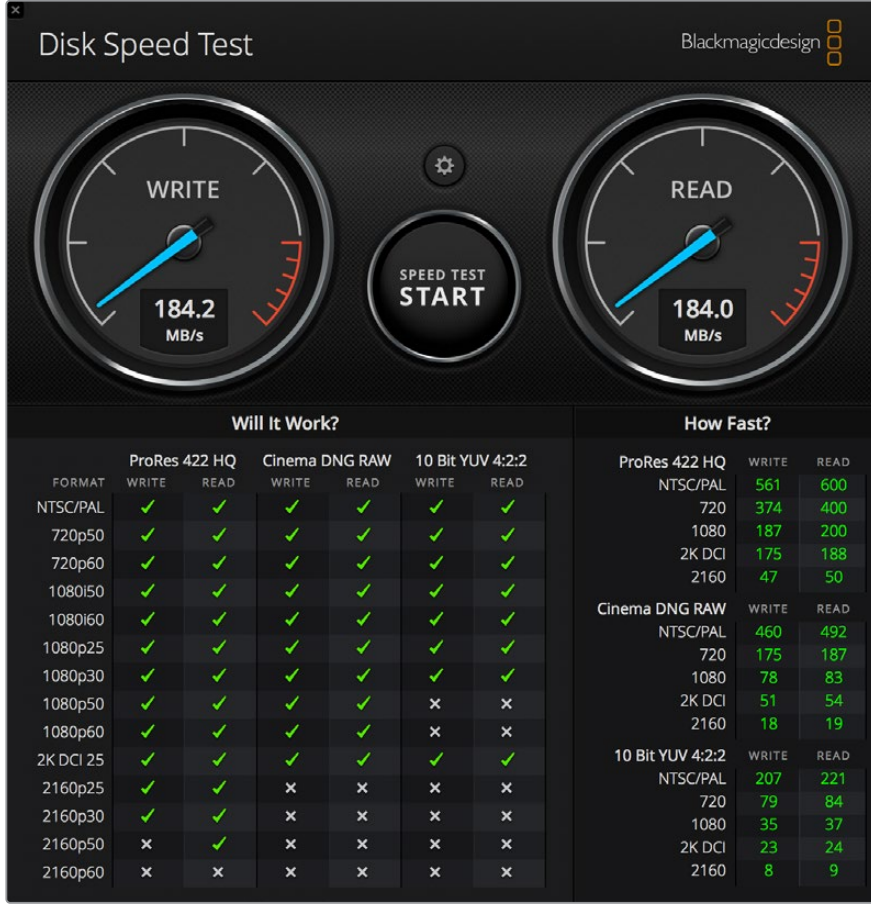 Disk Speed Test
Blackmagicdesign
WRITE
184.2
MB/s
SPEED TEST
START
READ
184.0
MB/s
Will It Work?
ProRes 422 HQ Cinema DNG RAW 10 Bit YUV 4:2:2
FORMAT WRITE READ WRITE READ WRITE READ
NTSC/PAL ✓ ✓ ✓ ✓ ✓ ✓
720p50 ✓ ✓ ✓ ✓ ✓ ✓
720p60 ✓ ✓ ✓ ✓ ✓ ✓
1080i50 ✓ ✓ ✓ ✓ ✓ ✓
1080i60 ✓ ✓ ✓ ✓ ✓ ✓
1080p25 ✓ ✓ ✓ ✓ ✓ ✓
1080p30 ✓ ✓ ✓ ✓ ✓ ✓
1080p50 ✓ ✓ ✓ ✓ × ×
1080p60 ✓ ✓ ✓ ✓ × ×
2K DCI 25 ✓ ✓ ✓ ✓ ✓ ✓
2160p25 ✓ ✓ × × × ×
2160p30 ✓ ✓ × × × ×
2160p50 × ✓ × × × ×
2160p60 × × × × × ×
How Fast?
ProRes 422 HQ WRITE READ
NTSC/PAL 561 600
720 374 400
1080 187 200
2K DCI 175 188
2160 47 50
Cinema DNG RAW WRITE READ
NTSC/PAL 460 492
720 175 187
1080 78 83
2K DCI 51 54
2160 18 19
10 Bit YUV 4:2:2 WRITE READ
NTSC/PAL 207 221
720 79 84
1080 35 37
2K DCI 23 24
2160 8 9